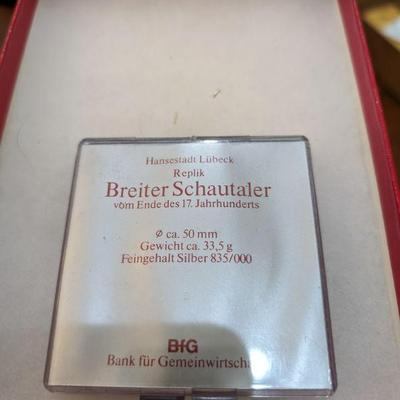 Hansestadt Lübeck
Replik
Breiter Schautaler
vom Ende des 17. Jahrhunderts
ø ca. 50 mm
Gewicht ca. 33,5 g
Feingehalt Silber 835/000
BfG
Bank für Gemeinwirtscha